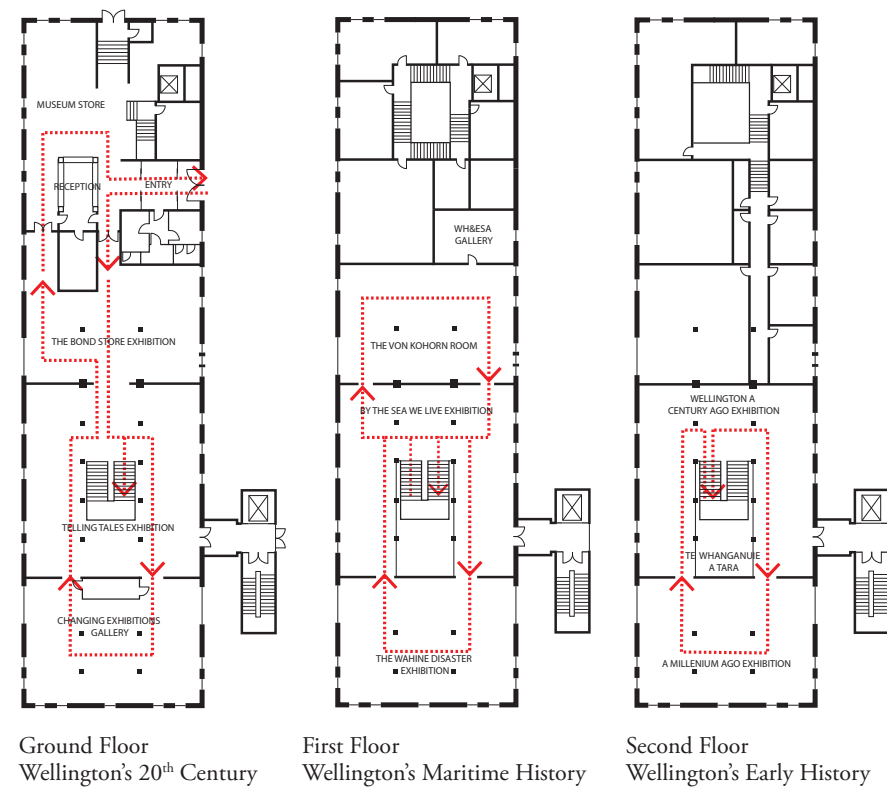 MUSEUM STORE
RECEPTION
ENTRY
THE BOND STORE EXHIBITION
TELLING TALES EXHIBITION
CHANGING EXHIBITIONS
GALLERY
Ground Floor
Wellington's 20th Century
WH&ESA
GALLERY
THE VON KOHORN ROOM
BY THE SEA WE LIVE EXHIBITION
THE WAHINE DISASTER
EXHIBITION
First Floor
Wellington's Maritime History
WELLINGTON A
CENTURY AGO EXHIBITION
TE WHANGANUIE
A TARA
A MILLENIUM AGO EXHIBITION
Second Floor
Wellington's Early History